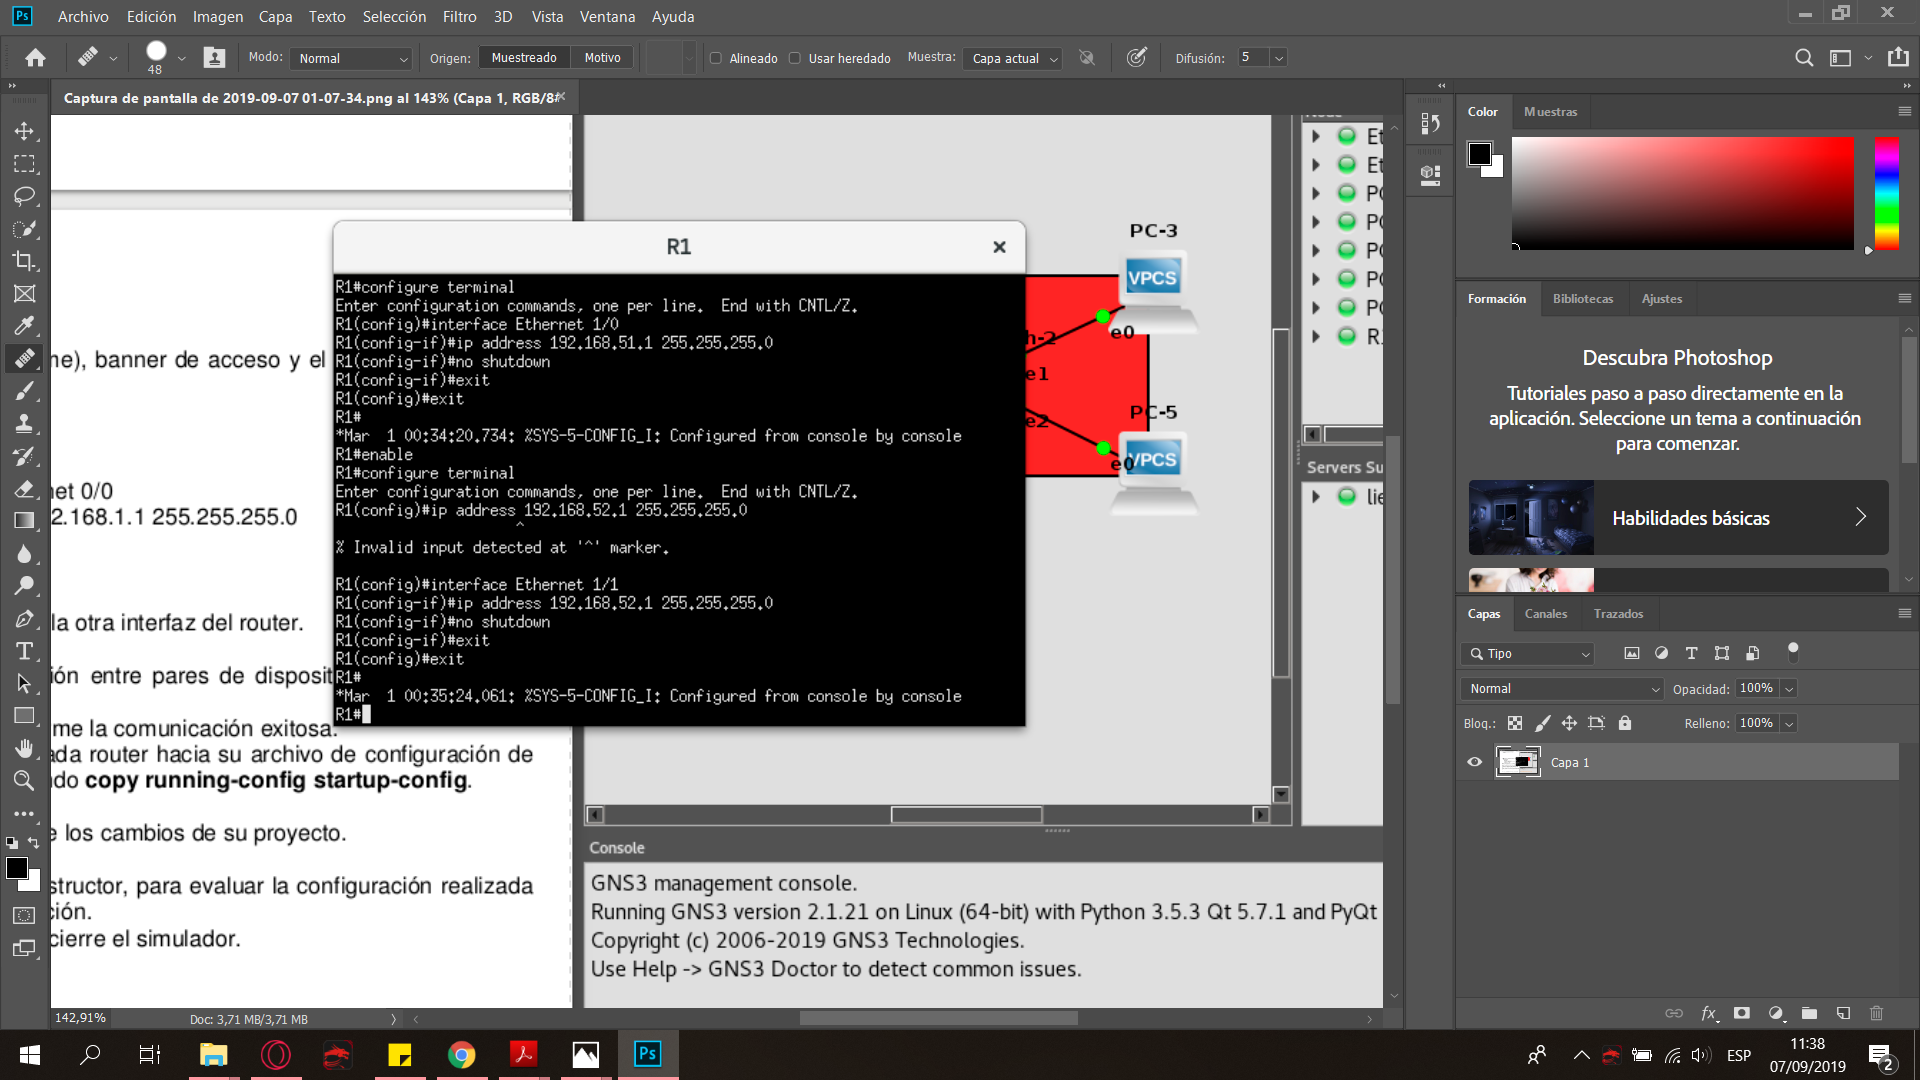 Archivo Edición Imagen Capa Texto Selección Filtro 3D Vista Ventana Ayuda
48 Modo: Normal Origen: Muestreado Motivo Alineado Usar heredado Muestra: Capa actual Difusión: 5
Captura de pantalla de 2019-09-07 01-07-34.png al 143% (Capa 1, RGB/8#
ne), banner de acceso y el
net 0/0
2.168.1.1 255.255.255.0
la otra interfaz del router.
ión entre pares de disposit
me la comunicación exitosa.
ada router hacia su archivo de configuración de
ndo copy running-config startup-config.
e los cambios de su proyecto.
structor, para evaluar la configuración realizada
ción.
cierre el simulador.
R1
R1#configure terminal
Enter configuration commands, one per line.  End with CNTL/Z.
R1(config)#interface Ethernet 1/0
R1(config-if)#ip address 192.168.51.1 255.255.255.0
R1(config-if)#no shutdown
R1(config-if)#exit
R1(config)#exit
R1#
*Mar  1 00:34:20.734: %SYS-5-CONFIG_I: Configured from console by console
R1#enable
R1#configure terminal
Enter configuration commands, one per line.  End with CNTL/Z.
R1(config)#ip address 192.168.52.1 255.255.255.0
^
% Invalid input detected at '^' marker.
R1(config)#interface Ethernet 1/1
R1(config-if)#ip address 192.168.52.1 255.255.255.0
R1(config-if)#no shutdown
R1(config-if)#exit
R1(config)#exit
R1#
*Mar  1 00:35:24.061: %SYS-5-CONFIG_I: Configured from console by console
R1#
PC-3
VPCS
e0
h-2
e1
PC-5
e2
VPCS
e0
Et
Et
PC
PC
PC
PC
PC
R1
Servers Su
lie
Console
GNS3 management console.
Running GNS3 version 2.1.21 on Linux (64-bit) with Python 3.5.3 Qt 5.7.1 and PyQt
Copyright (c) 2006-2019 GNS3 Technologies.
Use Help -> GNS3 Doctor to detect common issues.
142,91% Doc: 3,71 MB/3,71 MB
Color Muestras
Formación Bibliotecas Ajustes
Descubra Photoshop
Tutoriales paso a paso directamente en la
aplicación. Seleccione un tema a continuación
para comenzar.
Habilidades básicas
Capas Canales Trazados
Tipo
Normal Opacidad: 100%
Bloq.: Relleno: 100%
Capa 1
fx
Ps
ESP
11:38
07/09/2019
2